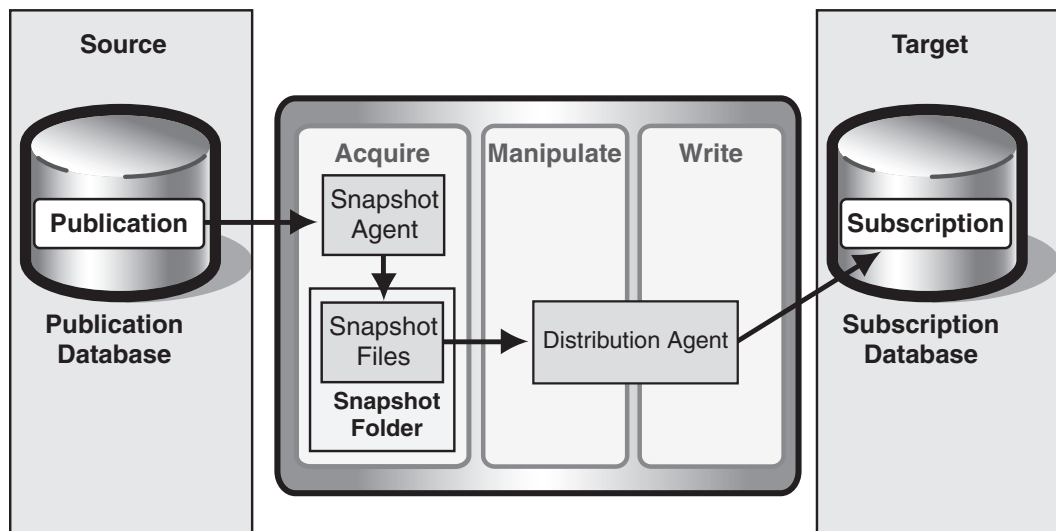 Source
Publication
Publication
Database
Acquire
Manipulate
Write
Snapshot
Agent
Snapshot
Files
Snapshot
Folder
Distribution Agent
Target
Subscription
Subscription
Database